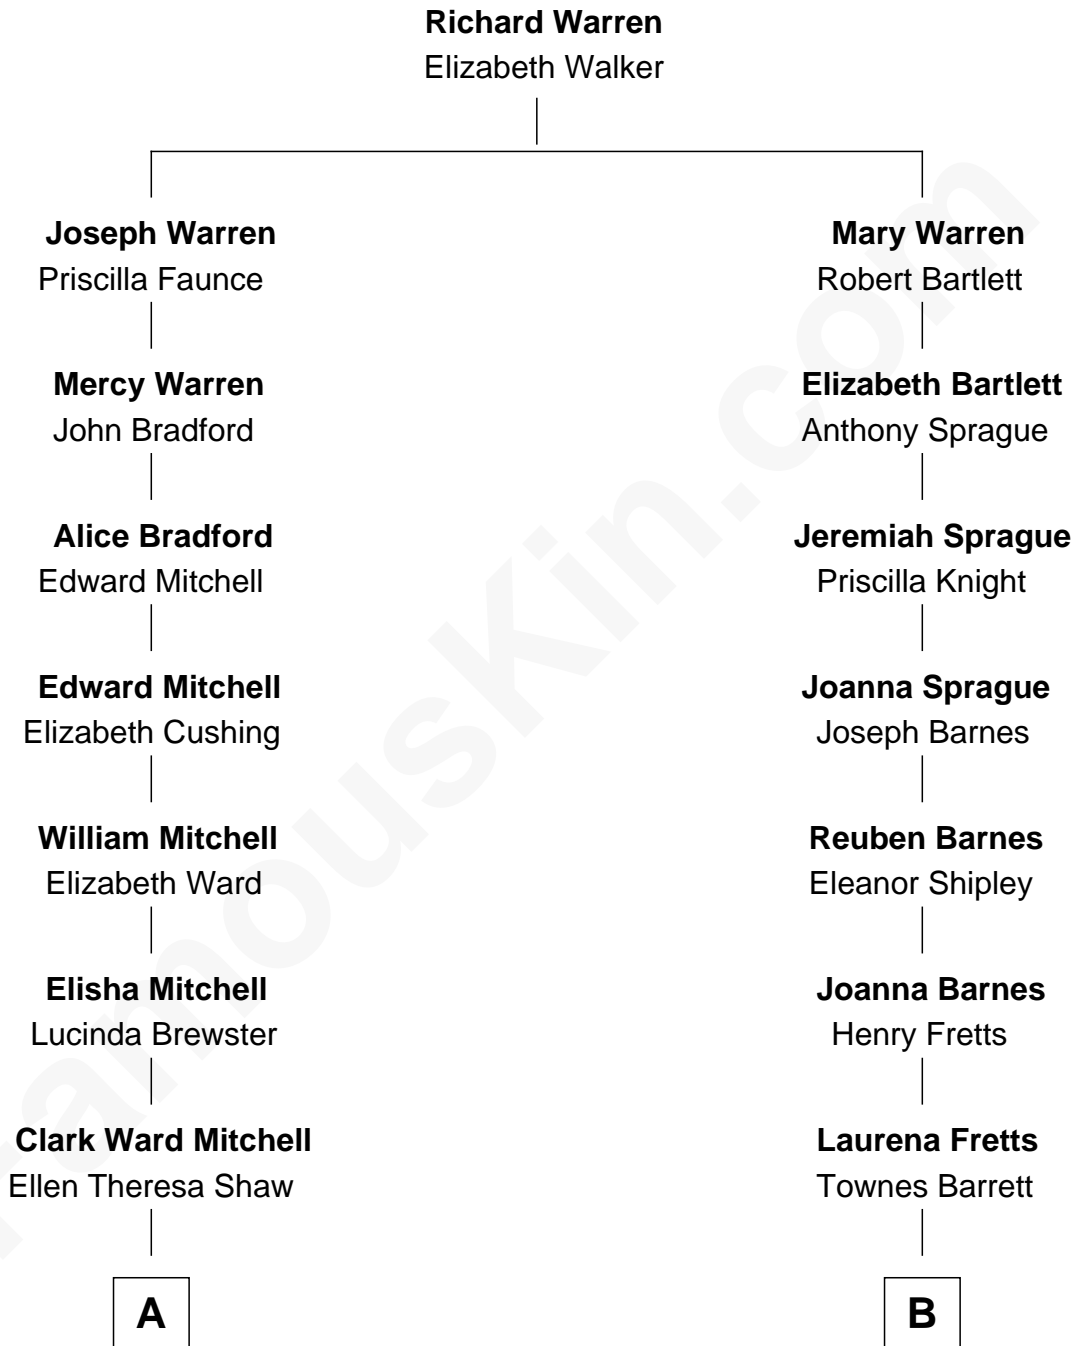 Richard Warren
Elizabeth Walker
Joseph Warren
Priscilla Faunce
Mary Warren
Robert Bartlett
Mercy Warren
John Bradford
Elizabeth Bartlett
Anthony Sprague
Alice Bradford
Edward Mitchell
Jeremiah Sprague
Priscilla Knight
Edward Mitchell
Elizabeth Cushing
Joanna Sprague
Joseph Barnes
William Mitchell
Elizabeth Ward
Reuben Barnes
Eleanor Shipley
Elisha Mitchell
Lucinda Brewster
Joanna Barnes
Henry Fretts
Clark Ward Mitchell
Ellen Theresa Shaw
Laurena Fretts
Townes Barrett
A
B
FamousKin.com